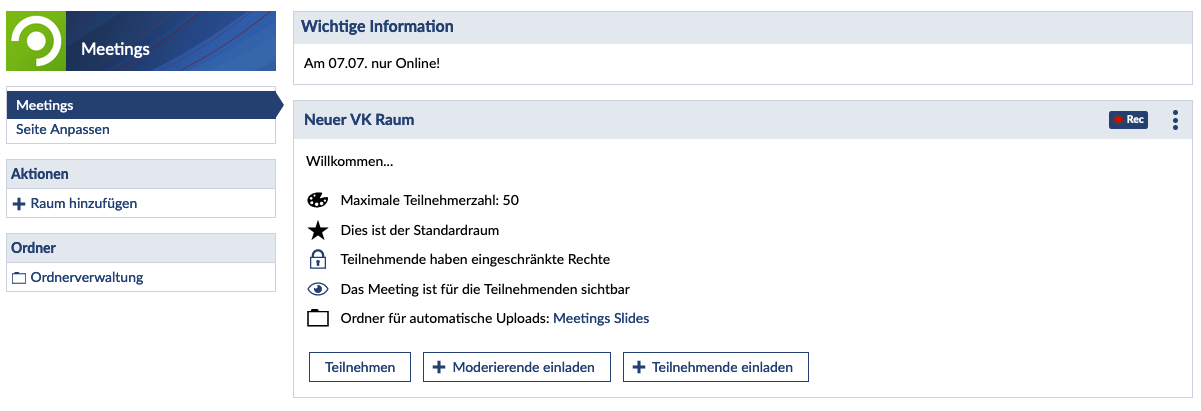 Meetings
Meetings
Seite Anpassen
Aktionen
Raum hinzufügen
Ordner
Ordnerverwaltung
Wichtige Information
Am 07.07. nur Online!
Neuer VK Raum
Rec
Willkommen...
Maximale Teilnehmerzahl: 50
Dies ist der Standardraum
Teilnehmende haben eingeschränkte Rechte
Das Meeting ist für die Teilnehmenden sichtbar
Ordner für automatische Uploads: Meetings Slides
Teilnehmen
Moderierende einladen
Teilnehmende einladen